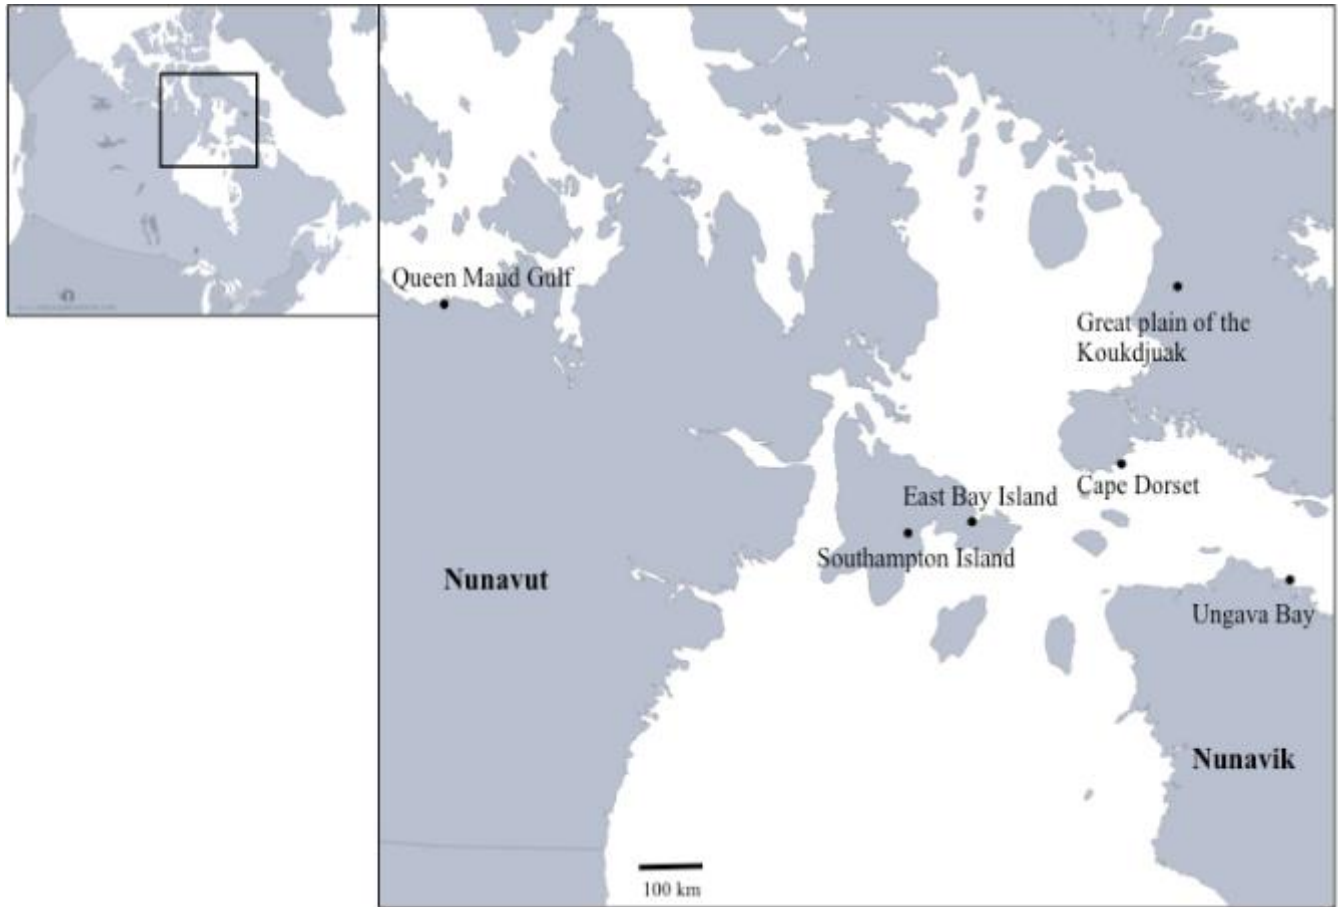 Queen Maud Gulf
Great plain of the
Koukdjuak
Cape Dorset
East Bay Island
Southampton Island
Nunavut
Ungava Bay
Nunavik
100 km